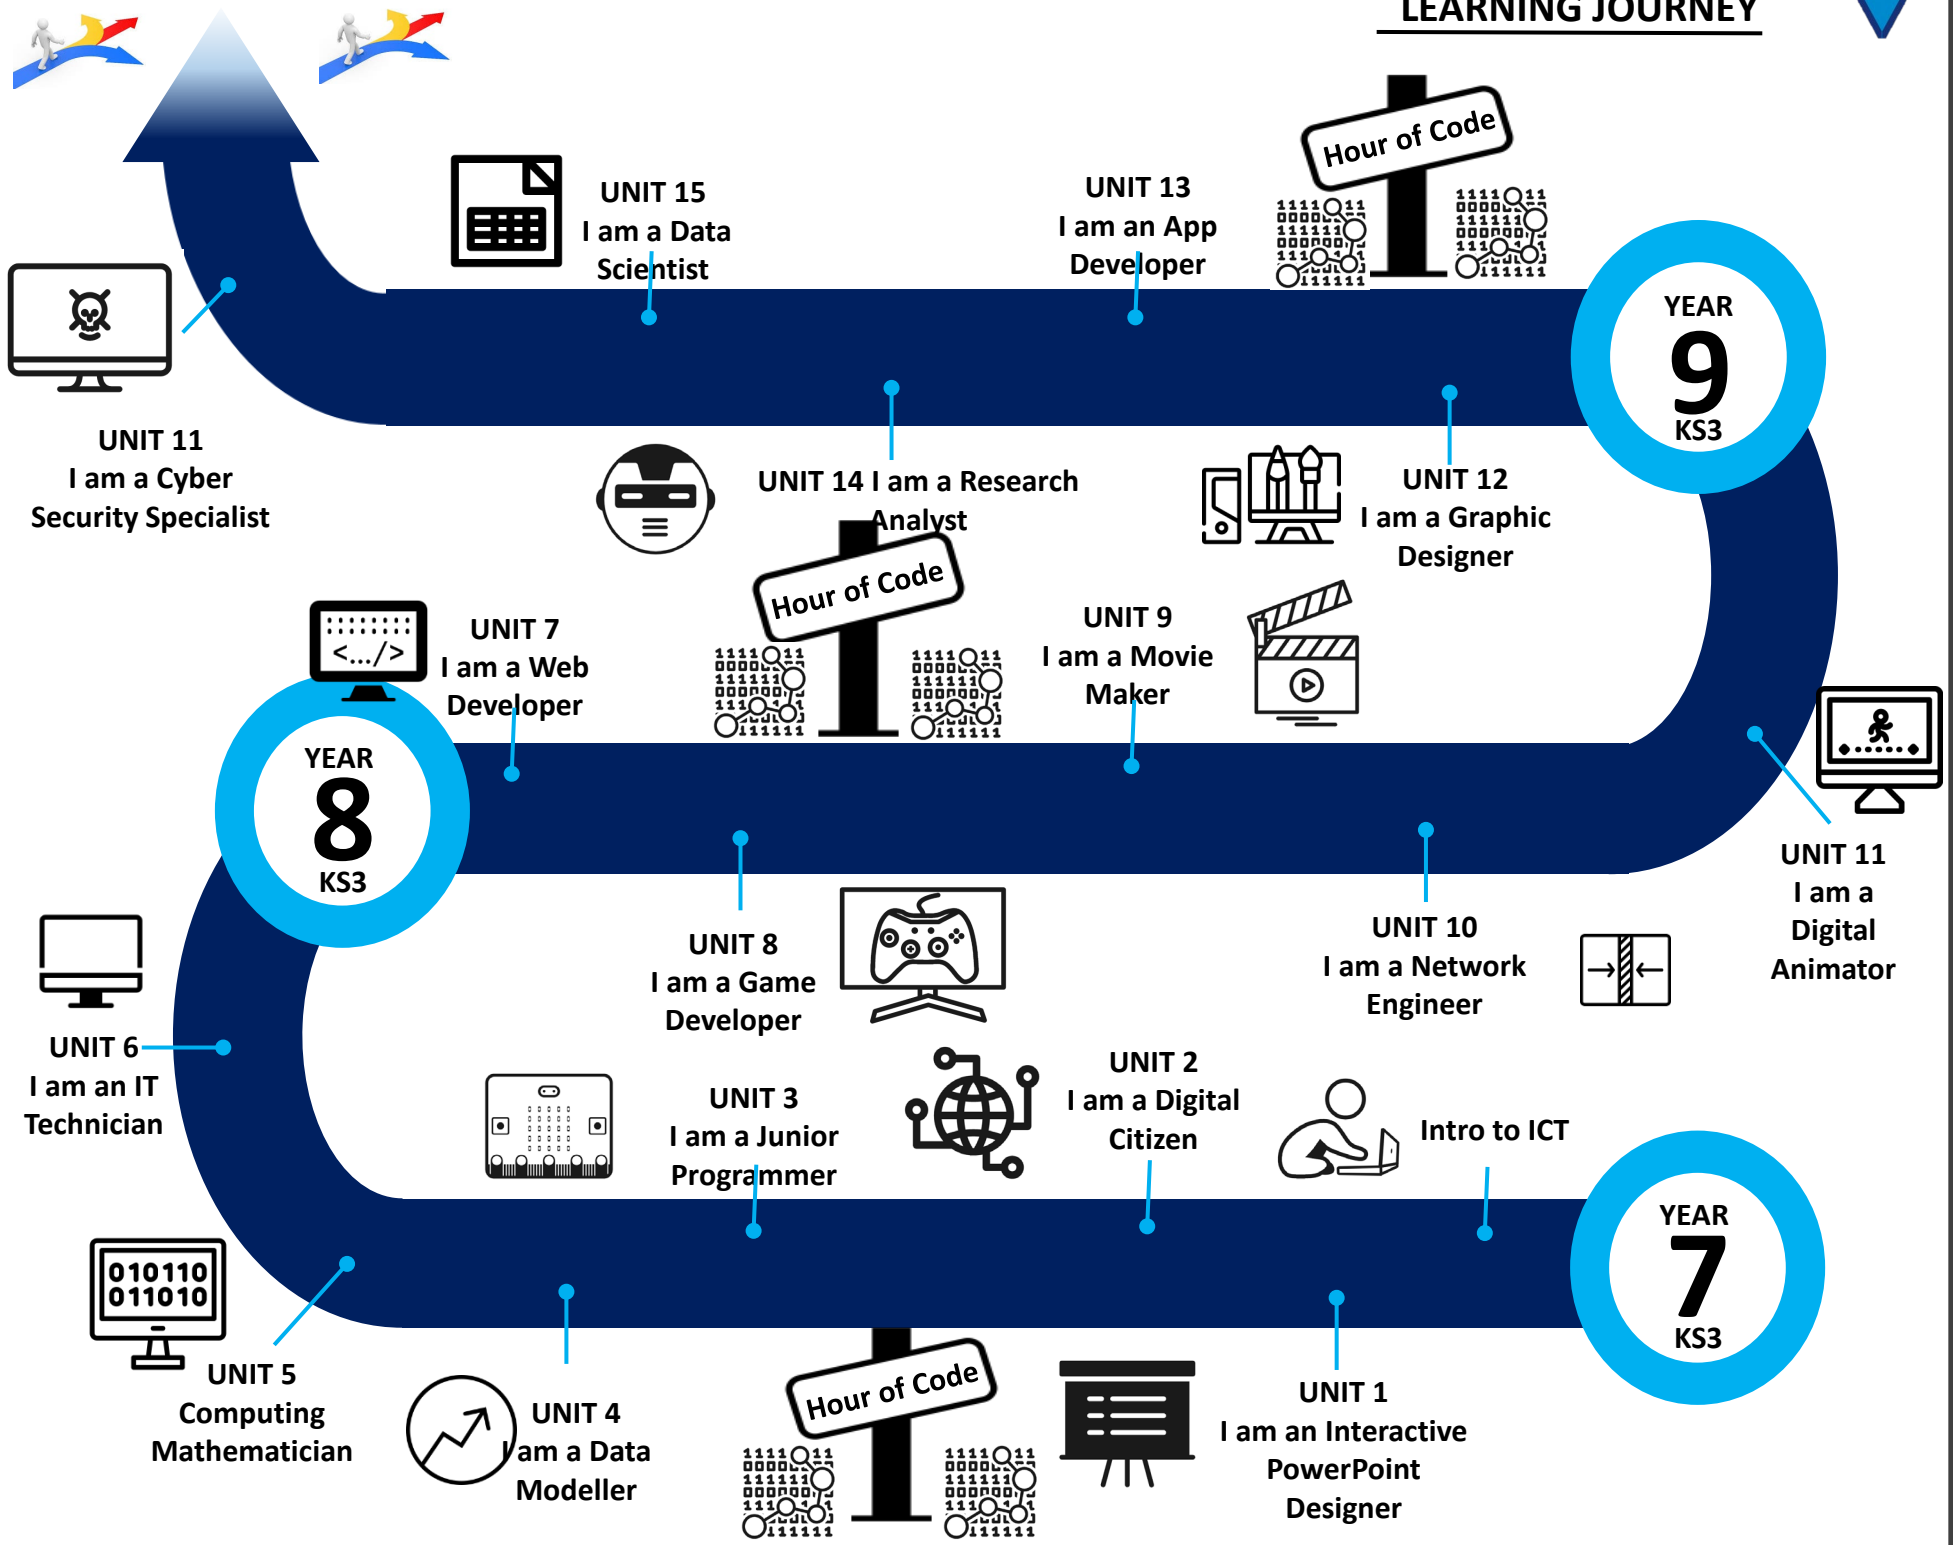 LEARNING JOURNEY
Hour of Code
UNIT 15
I am a Data
Scientist
UNIT 13
I am an App
Developer
YEAR
9
KS3
UNIT 11
I am a Cyber
Security Specialist
UNIT 14 I am a Research
Analyst
UNIT 12
I am a Graphic
Designer
Hour of Code
<.../>
UNIT 7
I am a Web
Developer
UNIT 9
I am a Movie
Maker
YEAR
8
KS3
UNIT 8
I am a Game
Developer
UNIT 10
I am a Network
Engineer
UNIT 11
I am a
Digital
Animator
UNIT 6
I am an IT
Technician
UNIT 3
I am a Junior
Programmer
UNIT 2
I am a Digital
Citizen
Intro to ICT
YEAR
7
KS3
010110
011010
UNIT 5
Computing
Mathematician
UNIT 4
I am a Data
Modeller
Hour of Code
UNIT 1
I am an Interactive
PowerPoint
Designer